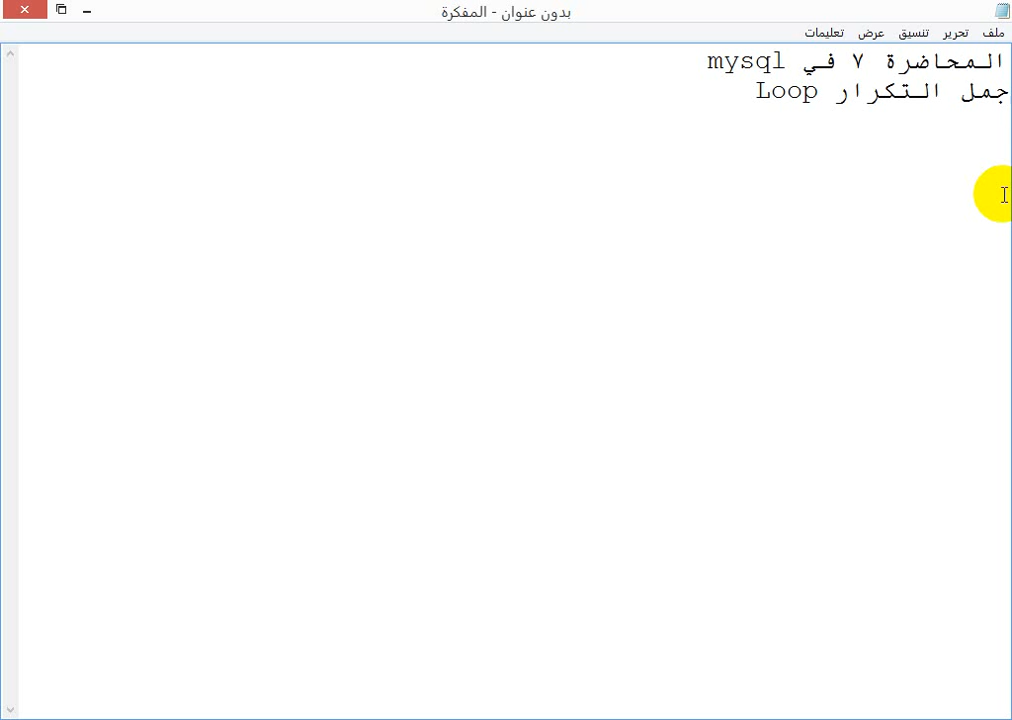 بدون عنوان - المفكرة
ملف تحرير تنسيق عرض تعليمات
المحاضرة ٧ في mysql
جمل التكرار Loop